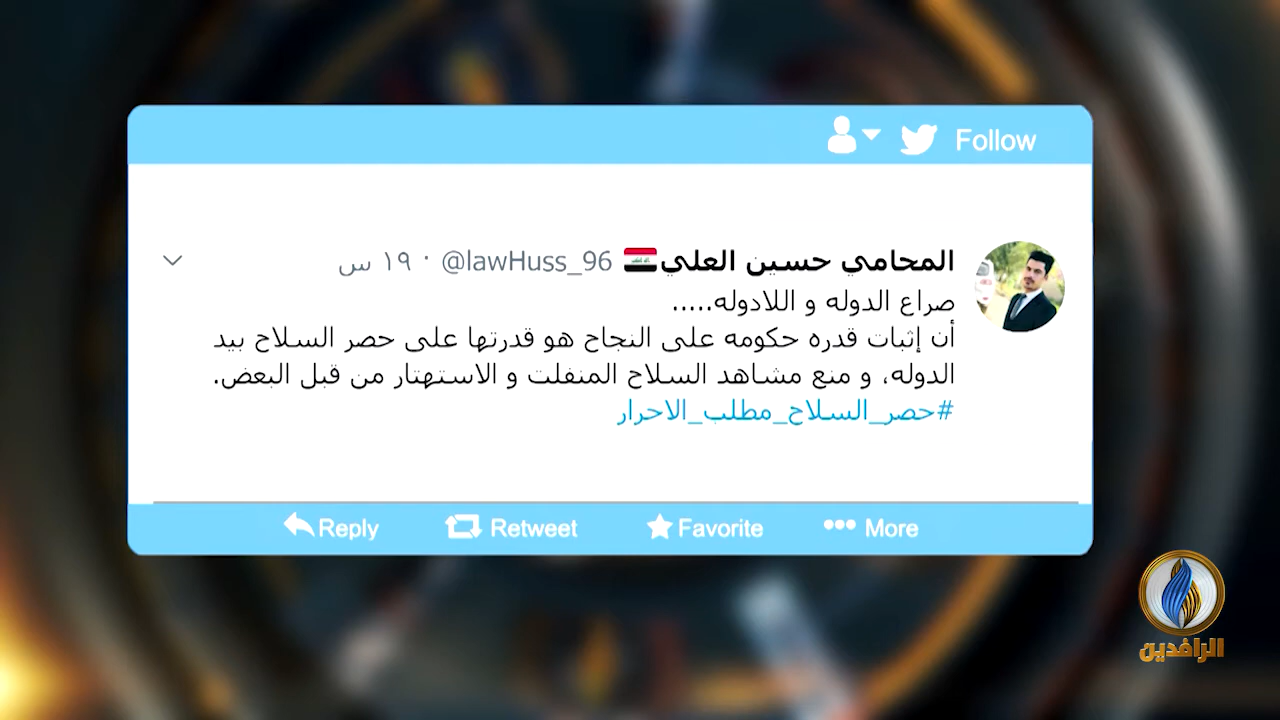 Follow
المحامي حسين العلي🇮🇶 @lawHuss_96 · ١٩ س
صراع الدوله و اللادوله.....
أن إثبات قدره حكومه على النجاح هو قدرتها على حصر السلاح بيد
الدوله، و منع مشاهد السلاح المنفلت و الاستهتار من قبل البعض.
#حصر_السلاح_مطلب_الاحرار
Reply Retweet Favorite More
الرافدين